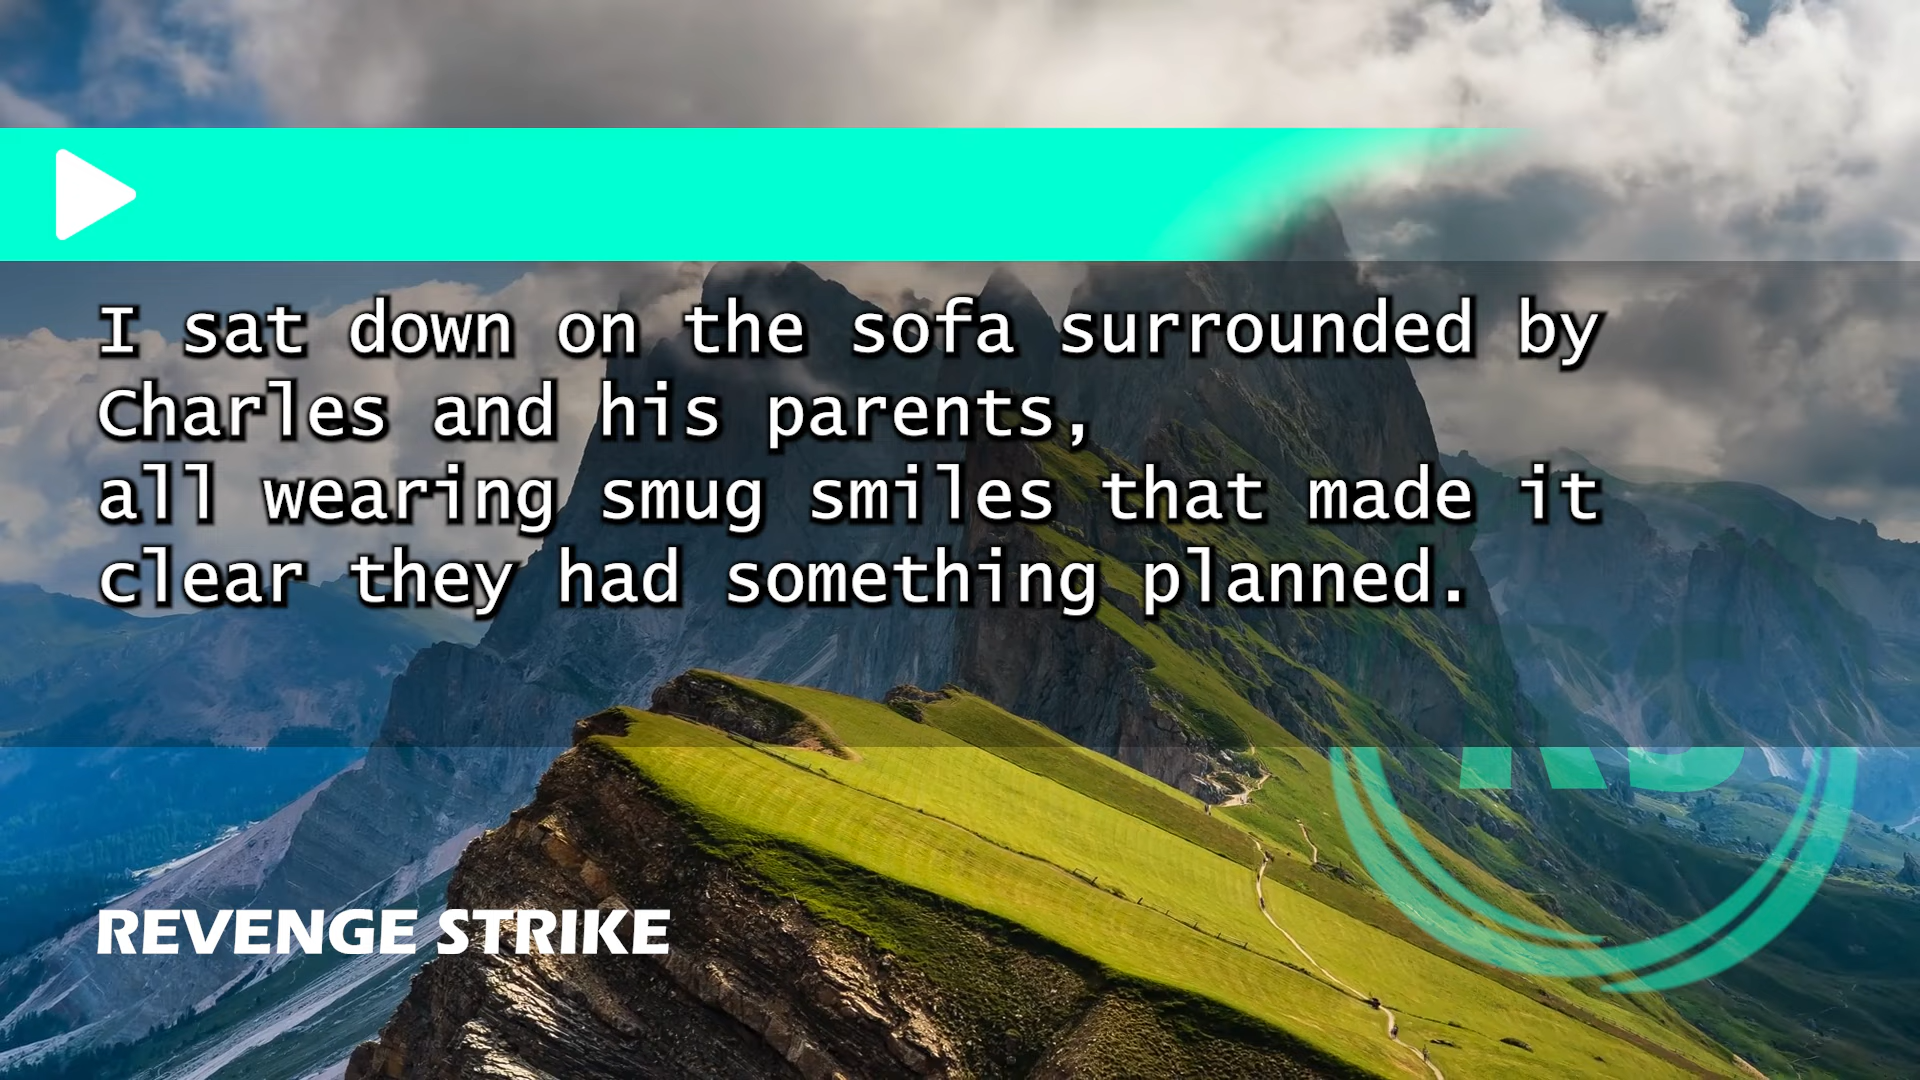 I sat down on the sofa surrounded by
Charles and his parents,
all wearing smug smiles that made it
clear they had something planned.
REVENGE STRIKE